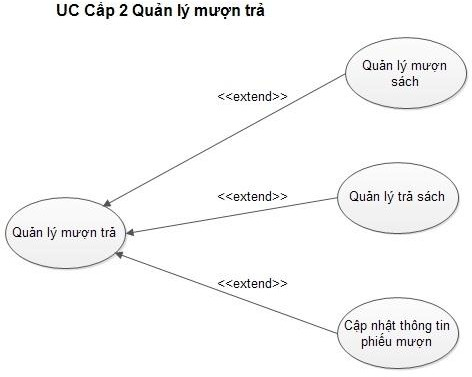 UC Cấp 2 Quản lý mượn trả
Quản lý mượn
sách
<<extend>>
<<extend>>
Quản lý trả sách
Quản lý mượn trả
<<extend>>
Cập nhật thông tin
phiếu mượn